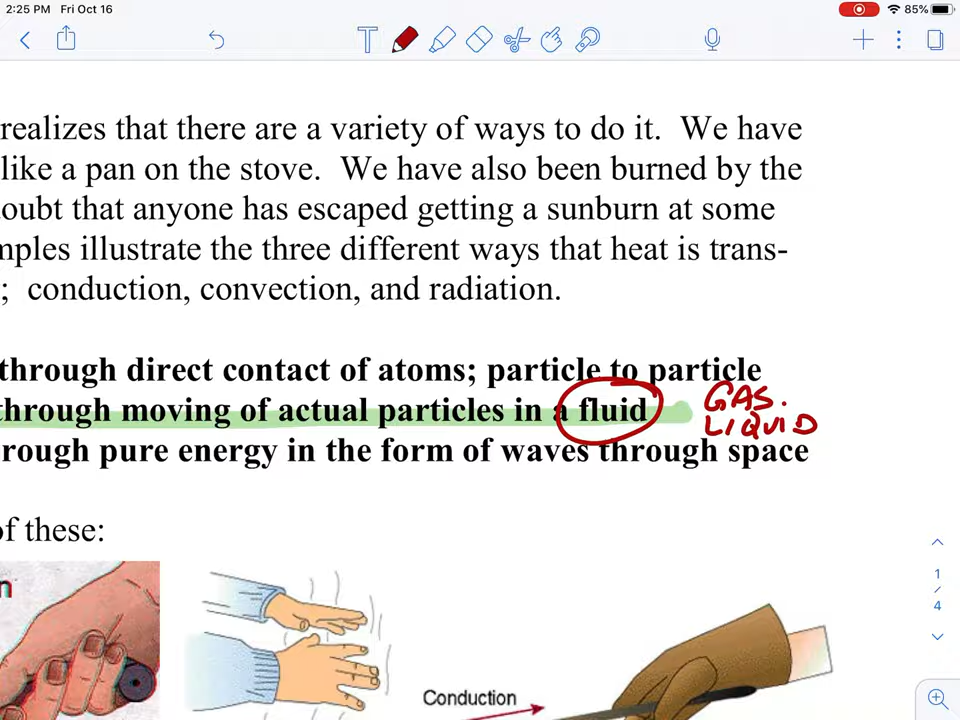 2:25 PM Fri Oct 16
85%
T
realizes that there are a variety of ways to do it. We have
like a pan on the stove. We have also been burned by the
oubt that anyone has escaped getting a sunburn at some
mples illustrate the three different ways that heat is trans-
; conduction, convection, and radiation.
through direct contact of atoms; particle to particle
through moving of actual particles in a fluid
GAS.
LIQUID
rough pure energy in the form of waves through space
of these:
n
Conduction
1
/
4